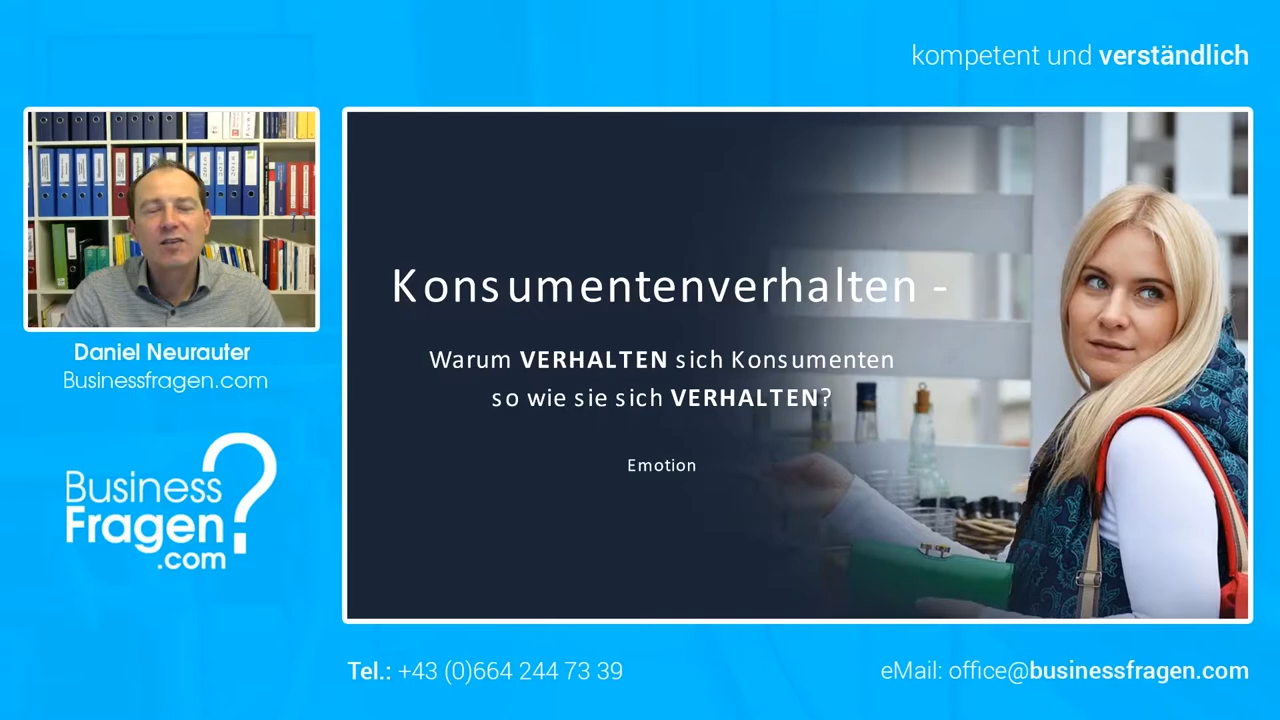 kompetent und verständlich
Daniel Neurauter
Businessfragen.com
Business
Fragen
.com
?
Konsumentenverhalten -
Warum VERHALTEN sich Konsumenten
so wie sie sich VERHALTEN?
Emotion
Tel.: +43 (0)664 244 73 39
eMail: office@businessfragen.com